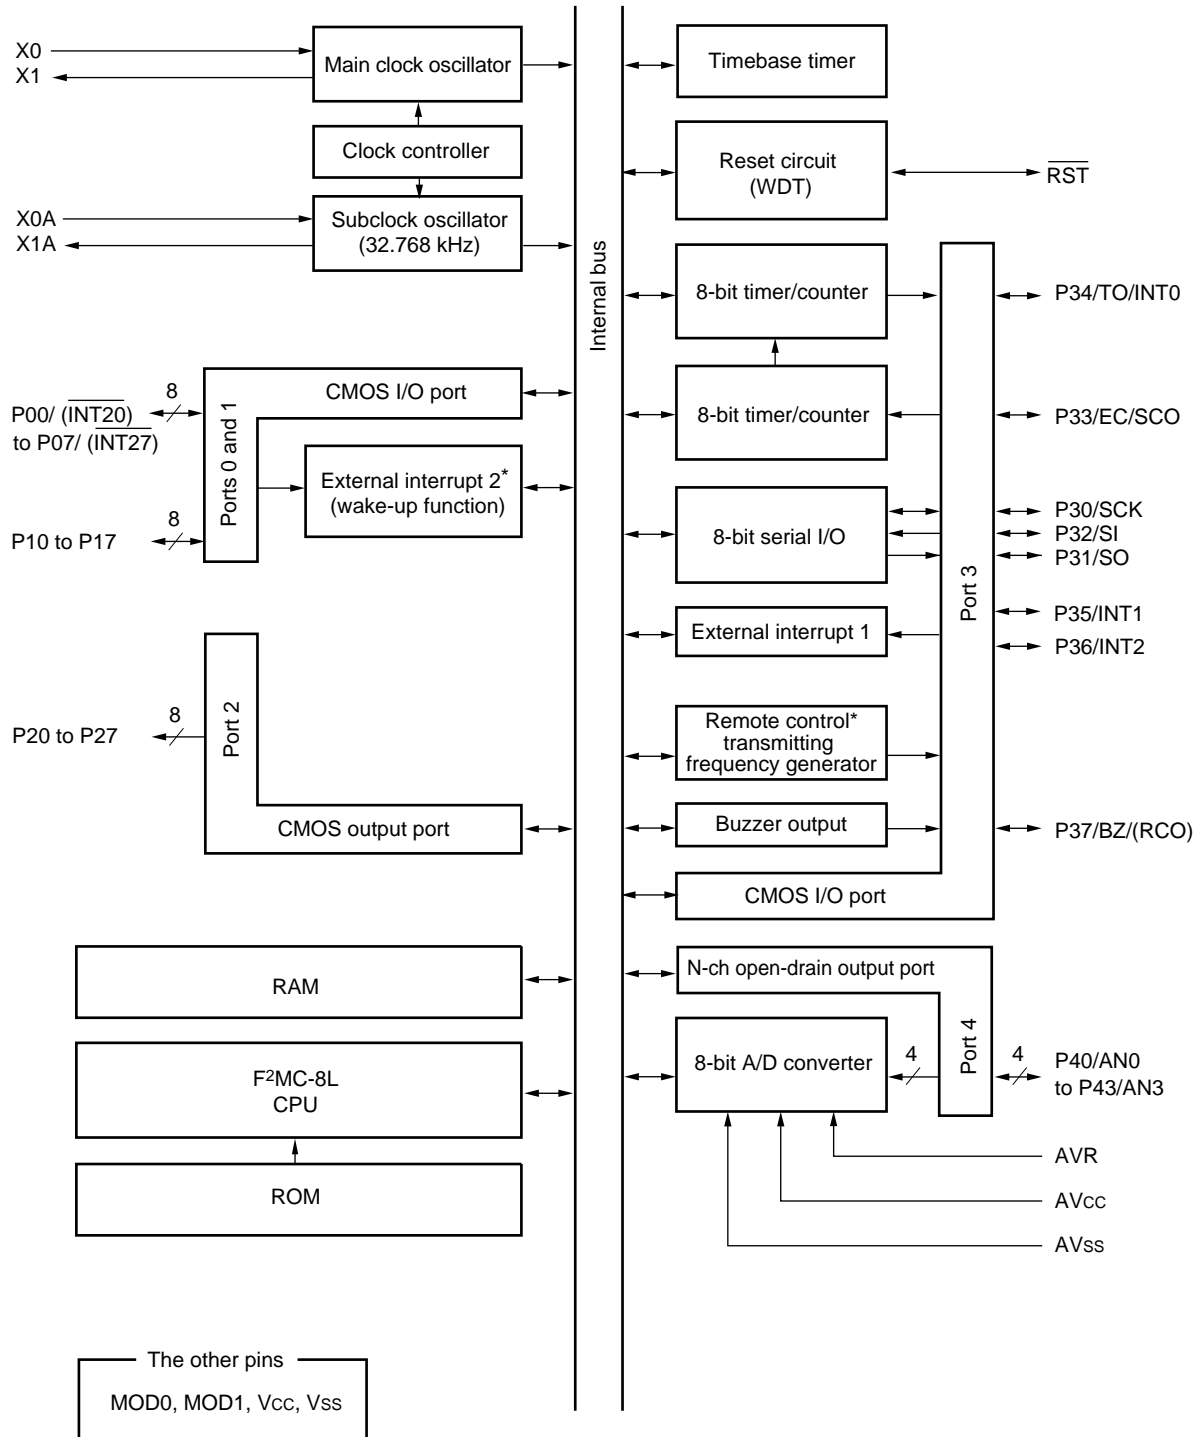 X0
X1
Main clock oscillator
Clock controller
X0A
X1A
Subclock oscillator
(32.768 kHz)
8
P00/ (INT20)
to P07/ (INT27)
8
P10 to P17
Ports 0 and 1
CMOS I/O port
External interrupt 2*
(wake-up function)
8
P20 to P27
Port 2
CMOS output port
RAM
F²MC-8L
CPU
ROM
The other pins
MOD0, MOD1, VCC, VSS
Internal bus
Timebase timer
Reset circuit
(WDT)
RST
8-bit timer/counter
P34/TO/INT0
8-bit timer/counter
P33/EC/SCO
8-bit serial I/O
P30/SCK
P32/SI
P31/SO
Port 3
External interrupt 1
P35/INT1
P36/INT2
Remote control*
transmitting
frequency generator
Buzzer output
P37/BZ/(RCO)
CMOS I/O port
N-ch open-drain output port
Port 4
8-bit A/D converter
4
4
P40/AN0
to P43/AN3
AVR
AVCC
AVSS